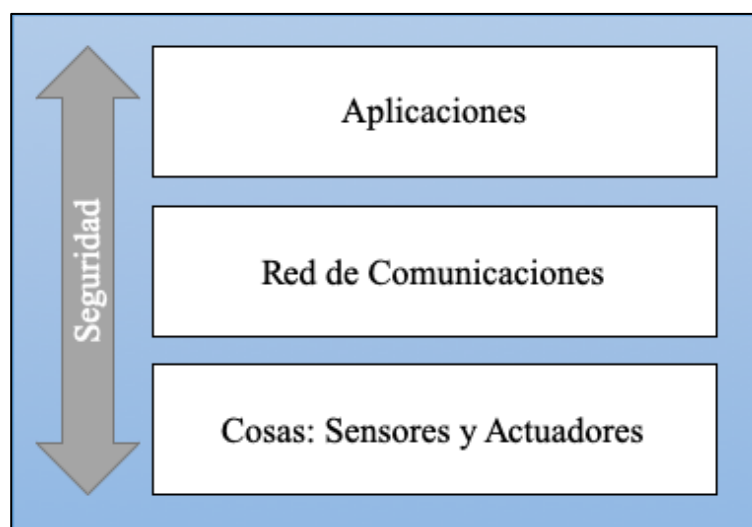 Aplicaciones
Seguridad
Red de Comunicaciones
Cosas: Sensores y Actuadores